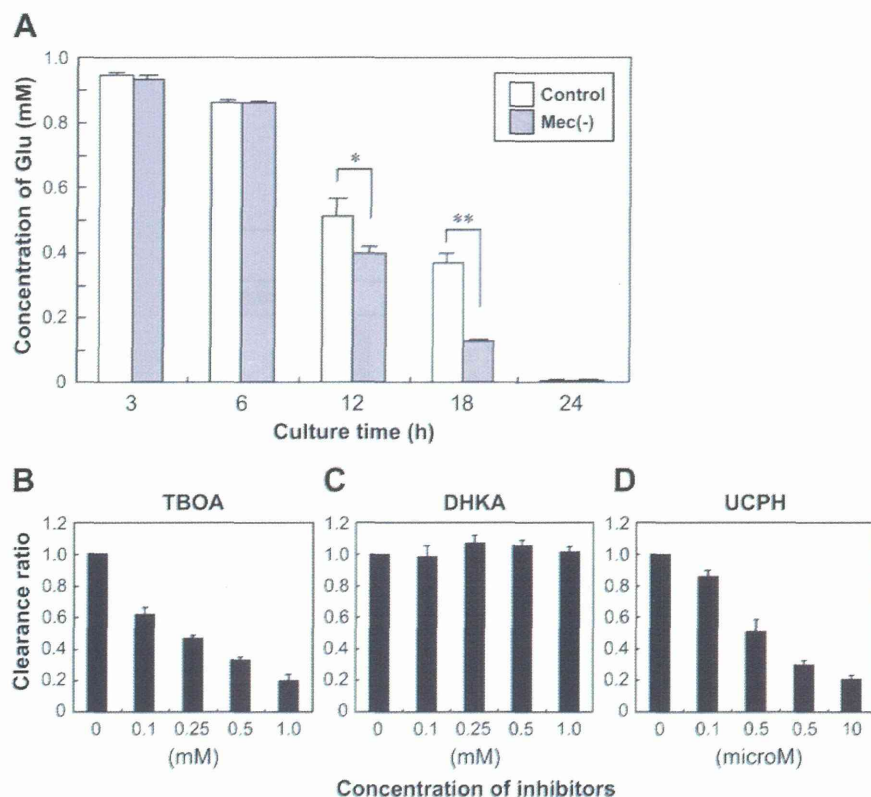 A
Concentration of Glu (mM)
1.0
0.8
0.6
0.4
0.2
0
Control
Mec(-)
*
**
3 6 12 18 24
Culture time (h)
B
TBOA
Clearance ratio
1.2
1.0
0.8
0.6
0.4
0.2
0
0 0.1 0.25 0.5 1.0
(mM)
C
DHKA
1.2
1.0
0.8
0.6
0.4
0.2
0
0 0.1 0.25 0.5 1.0
(mM)
D
UCPH
1.2
1.0
0.8
0.6
0.4
0.2
0
0 0.1 0.5 0.5 10
(microM)
Concentration of inhibitors